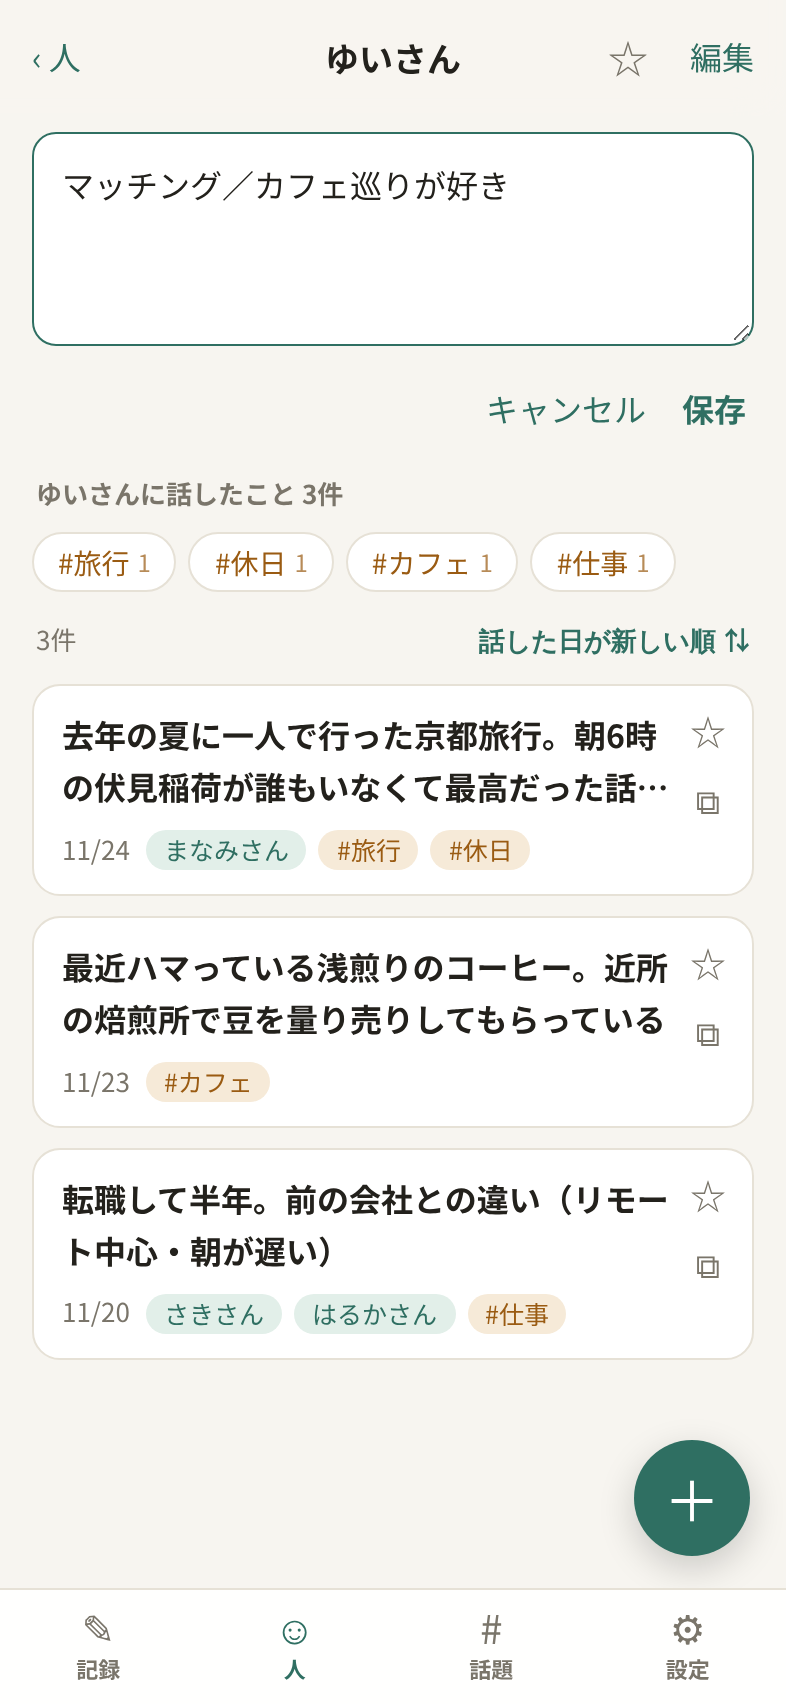 ‹ 人 ゆいさん ☆ 編集
マッチング／カフェ巡りが好き
キャンセル 保存
ゆいさんに話したこと 3件
#旅行 1 #休日 1 #カフェ 1 #仕事 1
3件 話した日が新しい順 ⇅
去年の夏に一人で行った京都旅行。朝6時
の伏見稲荷が誰もいなくて最高だった話…
11/24 まなみさん #旅行 #休日
最近ハマっている浅煎りのコーヒー。近所
の焙煎所で豆を量り売りしてもらっている
11/23 #カフェ
転職して半年。前の会社との違い（リモー
ト中心・朝が遅い）
11/20 さきさん はるかさん #仕事
＋
記録 人 # 話題 設定